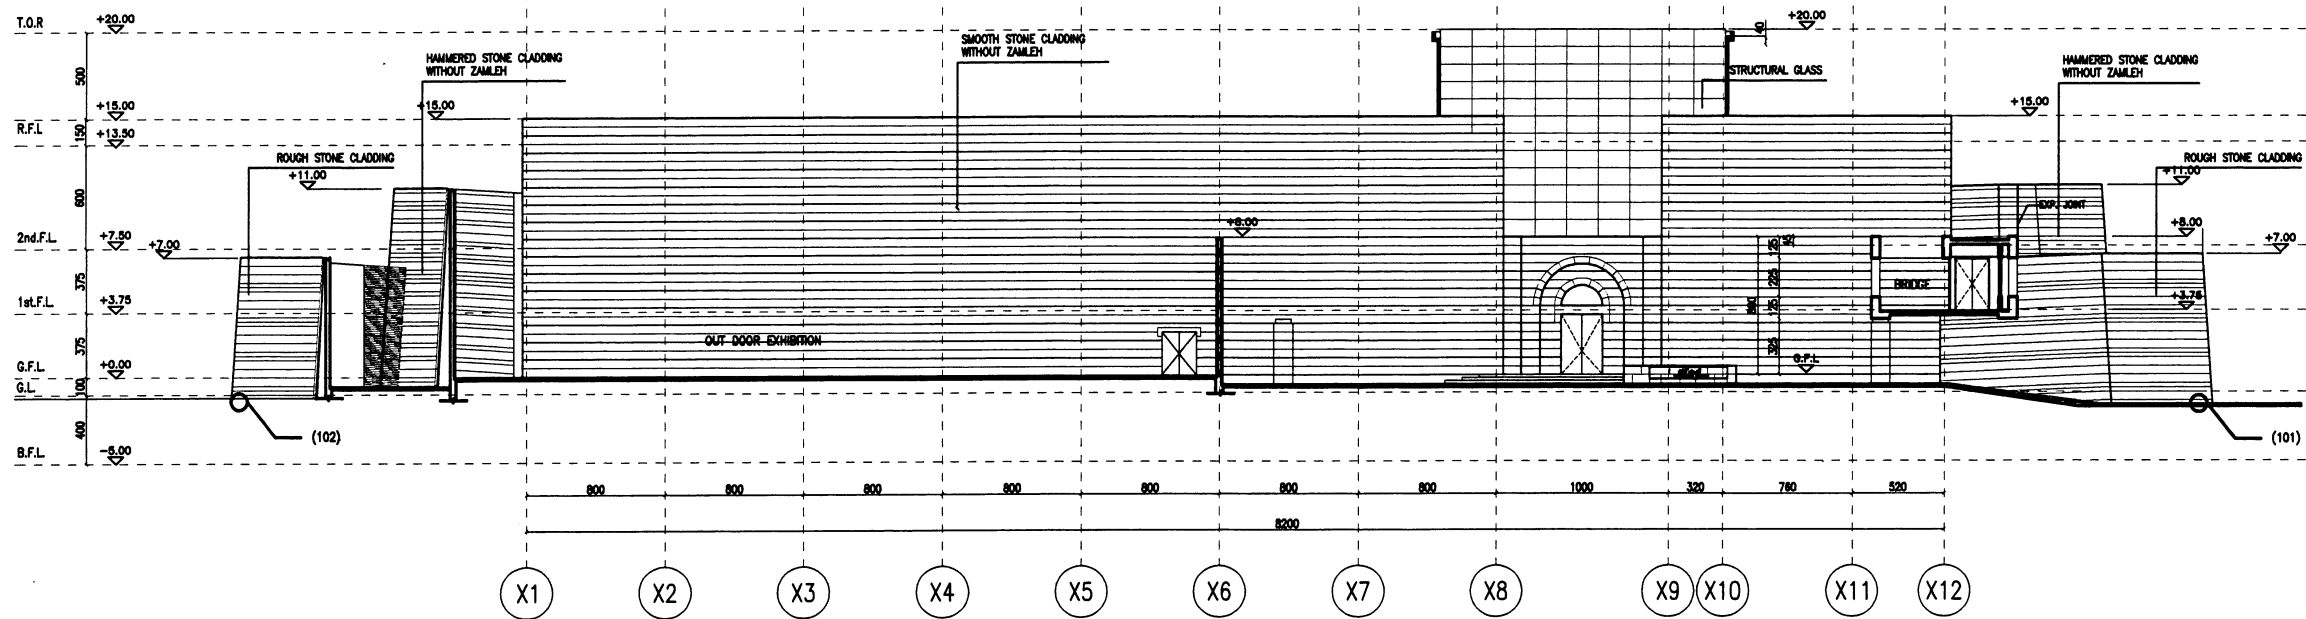 T.O.R
+20.00
+20.00
40
SMOOTH STONE CLADDING
WITHOUT ZAMLEH
HAMMERED STONE CLADDING
WITHOUT ZAMLEH
HAMMERED STONE CLADDING
WITHOUT ZAMLEH
STRUCTURAL GLASS
500
+15.00
+15.00
+15.00
R.F.L
150
+13.50
ROUGH STONE CLADDING
+11.00
ROUGH STONE CLADDING
+11.00
600
EXP. JOINT
+8.00
+8.00
2nd.F.L.
+7.50
+7.00
+7.00
125
375
225
BRIDGE
1st.F.L.
+3.75
+3.75
125
800
OUT DOOR EXHIBITION
375
325
G.F.L.
+0.00
G.F.L
G.L.
100
400
(102)
(101)
B.F.L.
-5.00
800
800
800
800
800
800
800
1000
320
760
520
8200
X1
X2
X3
X4
X5
X6
X7
X8
X9
X10
X11
X12